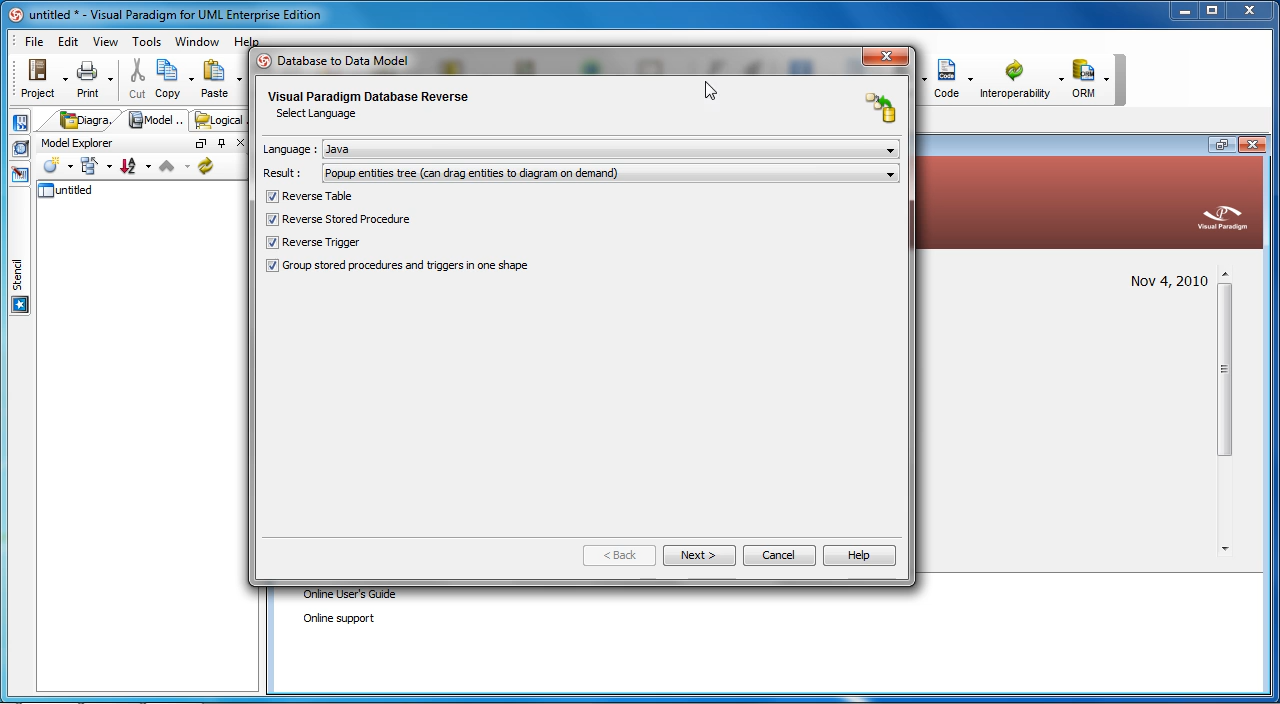 untitled * - Visual Paradigm for UML Enterprise Edition
File Edit View Tools Window Help
Project Print Cut Copy Paste Code Interoperability ORM
Diagra. Model .. Logical
Model Explorer
untitled
Stencil
Database to Data Model
Visual Paradigm Database Reverse
Select Language
Language : Java
Result : Popup entities tree (can drag entities to diagram on demand)
Reverse Table
Reverse Stored Procedure
Reverse Trigger
Group stored procedures and triggers in one shape
< Back Next > Cancel Help
Visual Paradigm
Nov 4, 2010
Online User's Guide
Online support